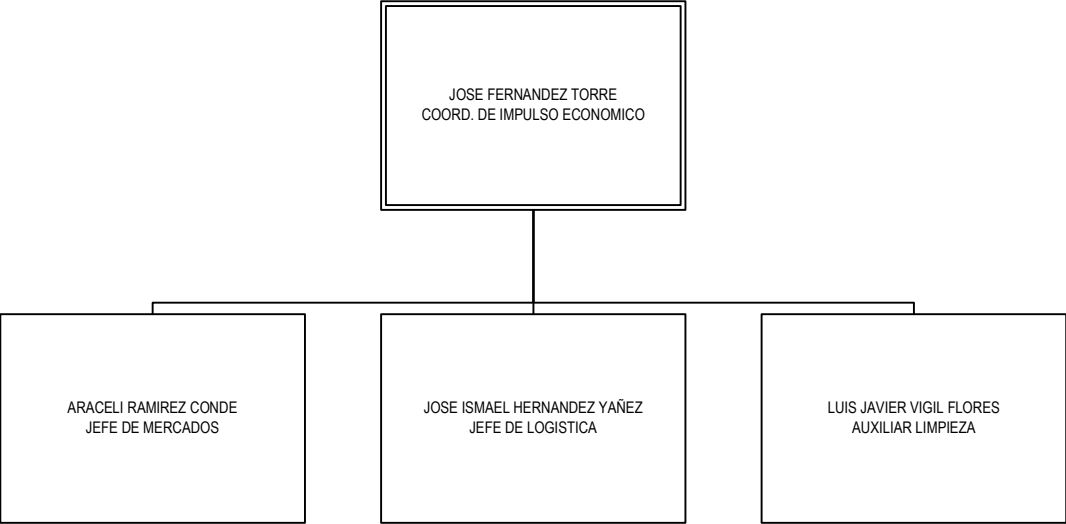 JOSE FERNANDEZ TORRE
COORD. DE IMPULSO ECONOMICO
ARACELI RAMIREZ CONDE
JEFE DE MERCADOS
JOSE ISMAEL HERNANDEZ YAÑEZ
JEFE DE LOGISTICA
LUIS JAVIER VIGIL FLORES
AUXILIAR LIMPIEZA